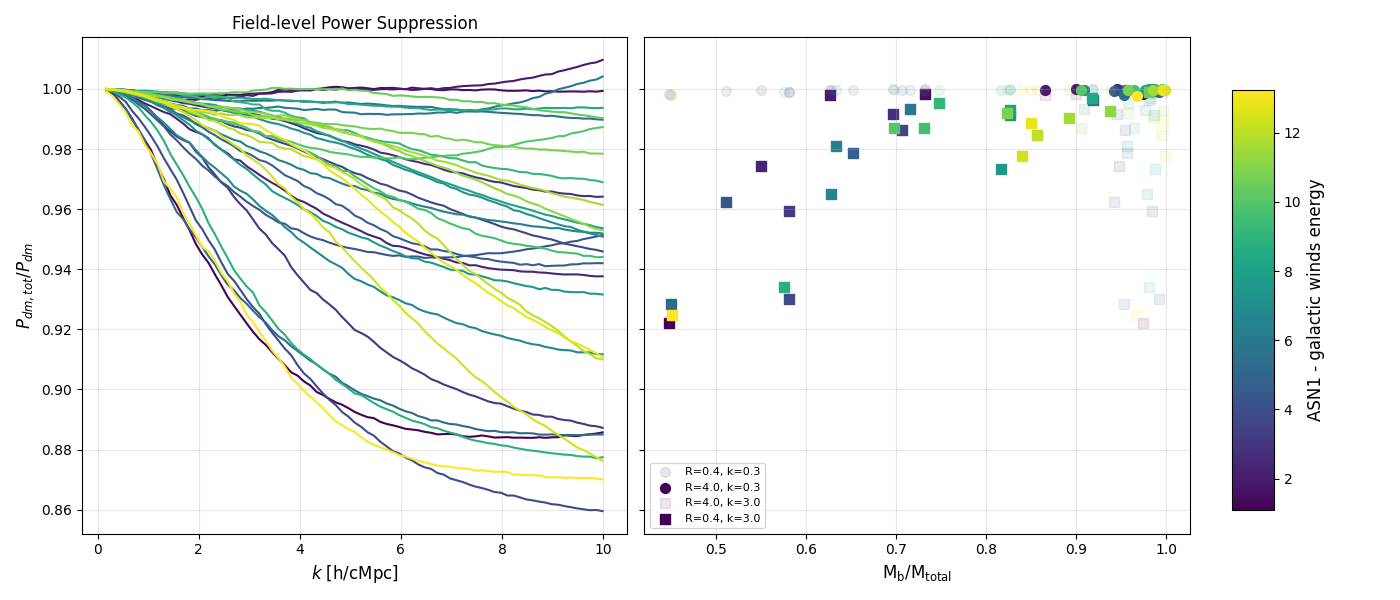 Field-level Power Suppression
P_{dm, tot}/P_{dm}
1.00
0.98
0.96
0.94
0.92
0.90
0.88
0.86
0 2 4 6 8 10
k [h/cMpc]
R=0.4, k=0.3
R=4.0, k=0.3
R=4.0, k=3.0
R=0.4, k=3.0
0.5 0.6 0.7 0.8 0.9 1.0
M_b/M_total
12
10
8
6
4
2
ASN1 - galactic winds energy